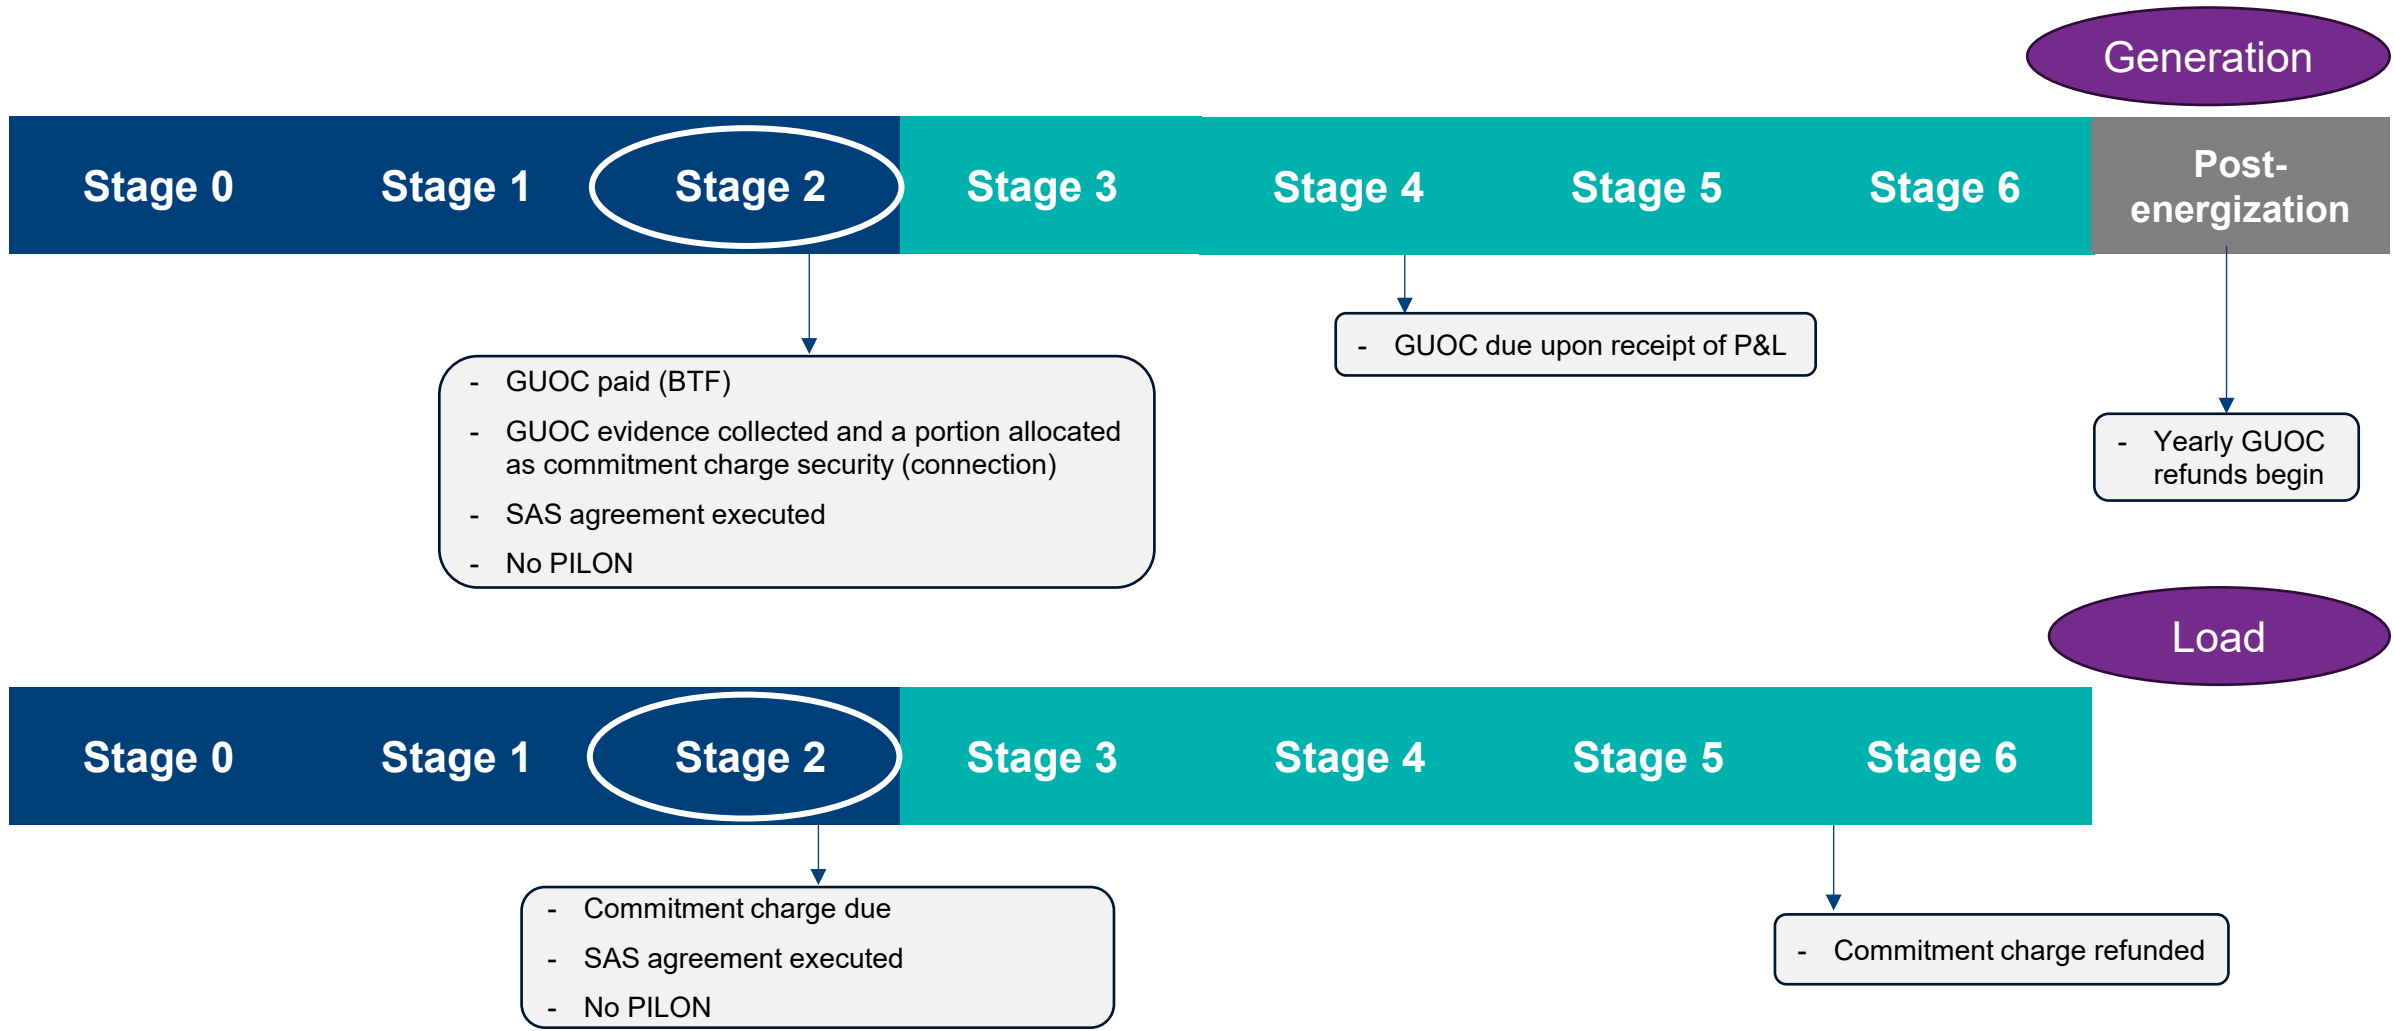 Generation
Stage 0
Stage 1
Stage 2
Stage 3
Stage 4
Stage 5
Stage 6
Post-
energization
- GUOC paid (BTF)
- GUOC evidence collected and a portion allocated
as commitment charge security (connection)
- SAS agreement executed
- No PILON
- GUOC due upon receipt of P&L
- Yearly GUOC
refunds begin
Load
Stage 0
Stage 1
Stage 2
Stage 3
Stage 4
Stage 5
Stage 6
- Commitment charge due
- SAS agreement executed
- No PILON
- Commitment charge refunded